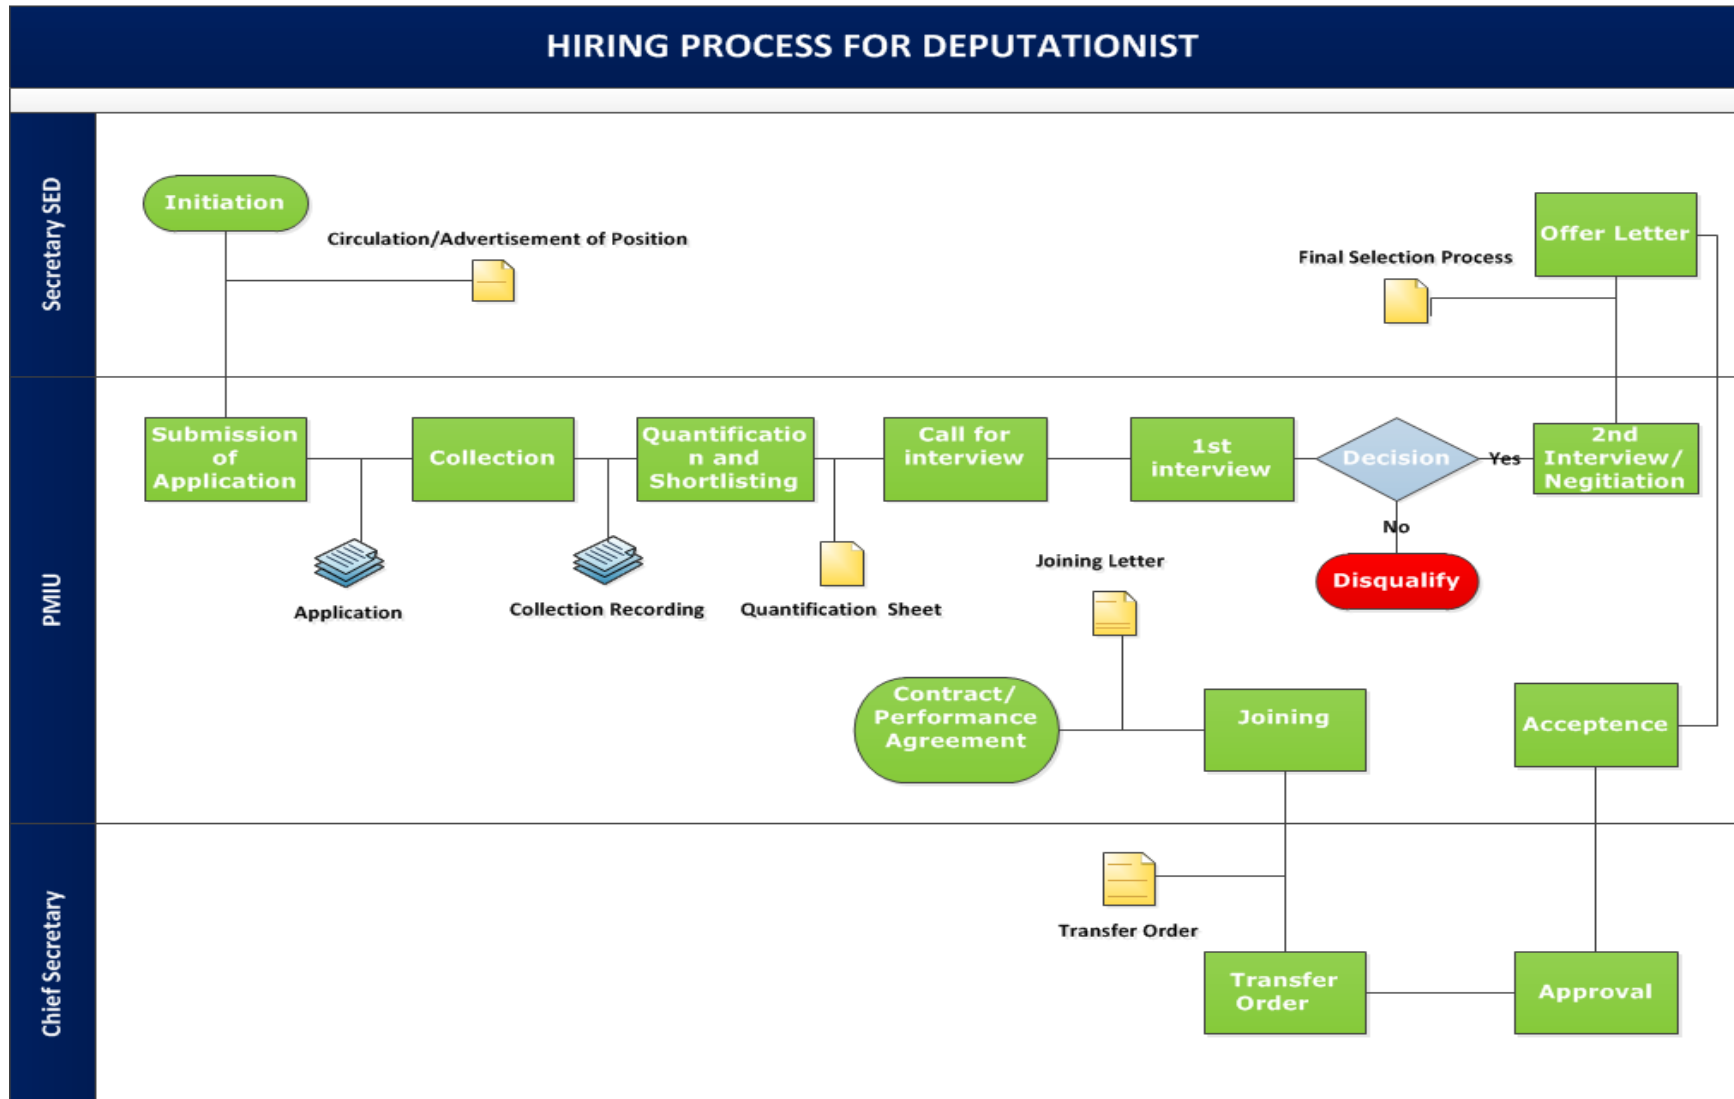 HIRING PROCESS FOR DEPUTATIONIST
Secretary SED
Initiation
Circulation/Advertisement of Position
Offer Letter
Final Selection Process
PMIU
Submission
of
Application
Collection
Quantificatio
n and
Shortlisting
Call for
interview
1st
interview
Decision
Yes
2nd
Interview/
Negitiation
No
Disqualify
Application
Collection Recording
Quantification Sheet
Joining Letter
Contract/
Performance
Agreement
Joining
Acceptence
Chief Secretary
Transfer Order
Transfer
Order
Approval